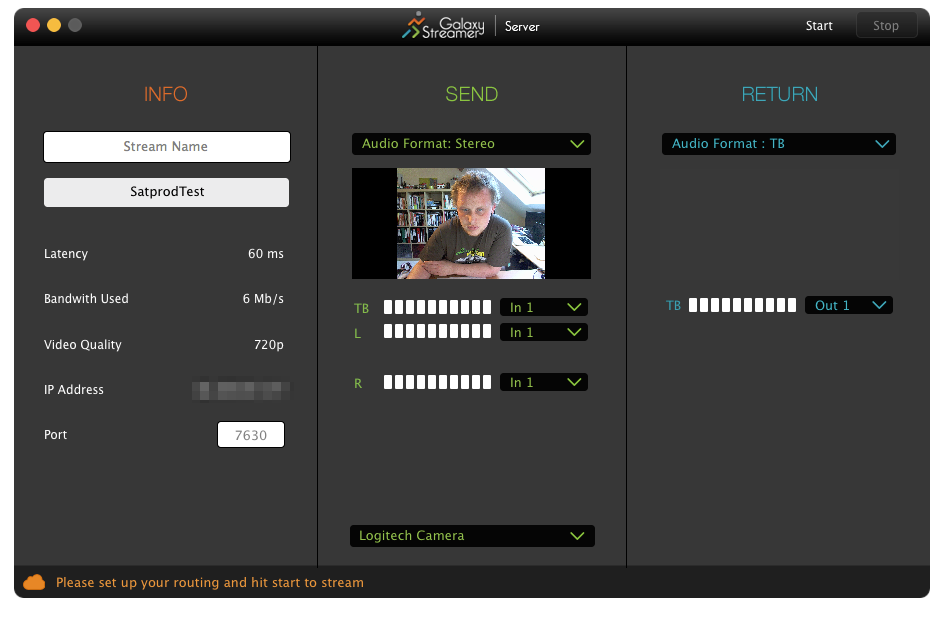 Galaxy
Streamer
Server
Start
Stop
INFO
Stream Name
SatprodTest
Latency
60 ms
Bandwith Used
6 Mb/s
Video Quality
720p
IP Address
Port
7630
SEND
Audio Format: Stereo
TB
In 1
L
In 1
R
In 1
Logitech Camera
RETURN
Audio Format : TB
TB
Out 1
Please set up your routing and hit start to stream